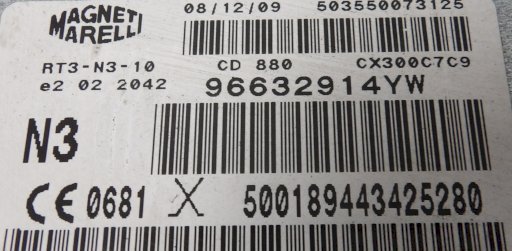 MAGNETI MARELLI
08/12/09 503550073125
RT3-N3-10 CD 880 CX300C7C9
e2 02 2042 96632914YW
N3
CE 0681 X 500189443425280